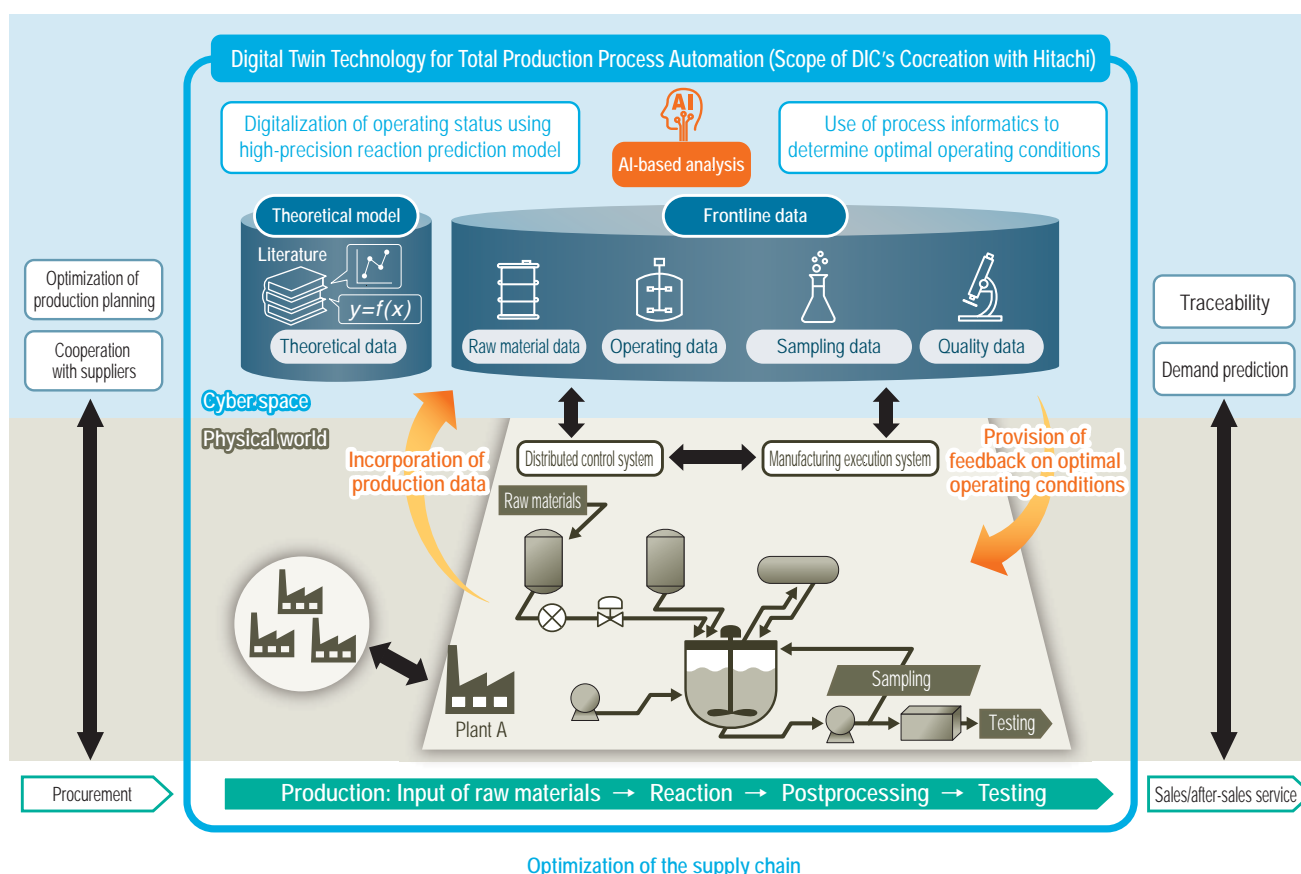 Digital Twin Technology for Total Production Process Automation (Scope of DIC's Cocreation with Hitachi)
Digitalization of operating status using
high-precision reaction prediction model
AI
AI-based analysis
Use of process informatics to
determine optimal operating conditions
Theoretical model
Literature
y=f(x)
Theoretical data
Frontline data
Raw material data
Operating data
Sampling data
Quality data
Optimization of
production planning
Cooperation
with suppliers
Traceability
Demand prediction
Cyber space
Physical world
Incorporation of
production data
Distributed control system
Manufacturing execution system
Provision of
feedback on optimal
operating conditions
Raw materials
Plant A
Sampling
Testing
Procurement
Production: Input of raw materials → Reaction → Postprocessing → Testing
Sales/after-sales service
Optimization of the supply chain